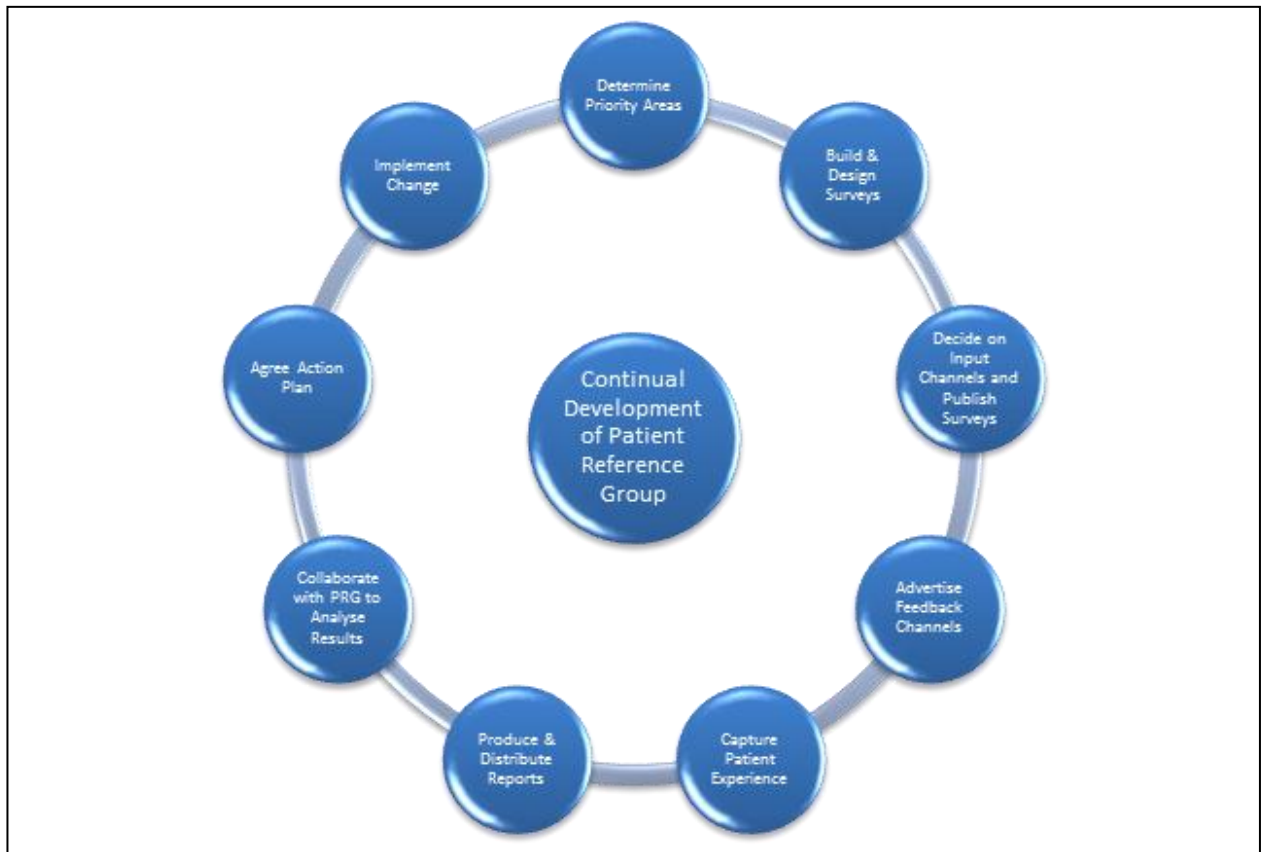 Determine
Priority Areas
Build &
Design
Surveys
Decide on
Input
Channels and
Publish
Surveys
Advertise
Feedback
Channels
Capture
Patient
Experience
Produce &
Distribute
Reports
Collaborate
with PRG to
Analyse
Results
Agree Action
Plan
Implement
Change
Continual
Development
of Patient
Reference
Group